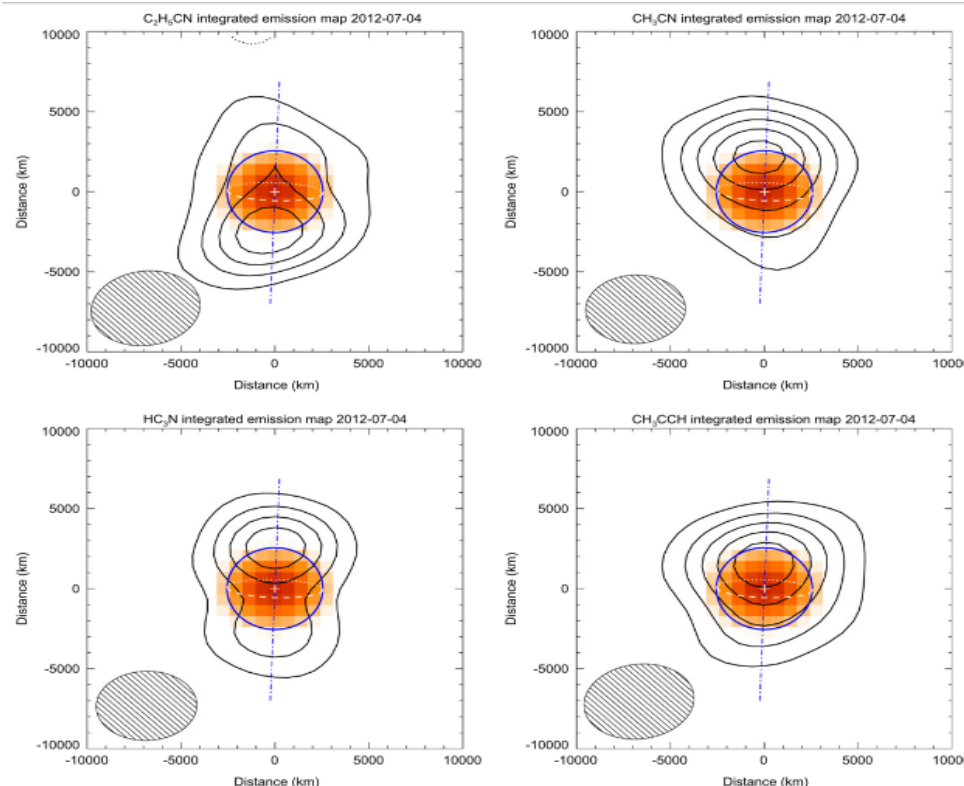 C₂H₅CN integrated emission map 2012-07-04
10000
5000
0
-5000
-10000
Distance (km)
-10000 -5000 0 5000 10000
Distance (km)
CH₃CN integrated emission map 2012-07-04
10000
5000
0
-5000
-10000
Distance (km)
-10000 -5000 0 5000 10000
Distance (km)
HC₃N integrated emission map 2012-07-04
10000
5000
0
-5000
-10000
Distance (km)
-10000 -5000 0 5000 10000
Distance (km)
CH₃CCH integrated emission map 2012-07-04
10000
5000
0
-5000
-10000
Distance (km)
-10000 -5000 0 5000 10000
Distance (km)